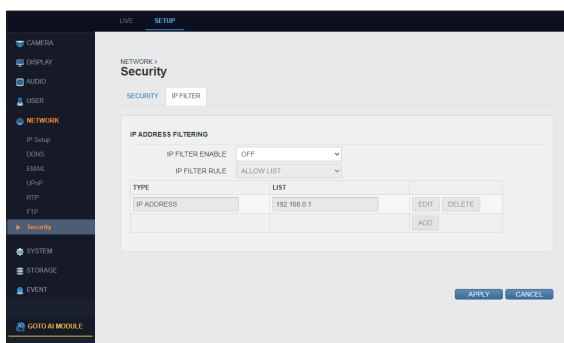 LIVE SETUP
CAMERA
DISPLAY
AUDIO
USER
NETWORK
IP Setup
DDNS
EMAIL
UPnP
RTP
FTP
Security
SYSTEM
STORAGE
EVENT
GOTO AI MODULE
NETWORK >
Security
SECURITY IP FILTER
IP ADDRESS FILTERING
IP FILTER ENABLE OFF
IP FILTER RULE ALLOW LIST
TYPE LIST
IP ADDRESS 192.168.0.1 EDIT DELETE
ADD
APPLY CANCEL